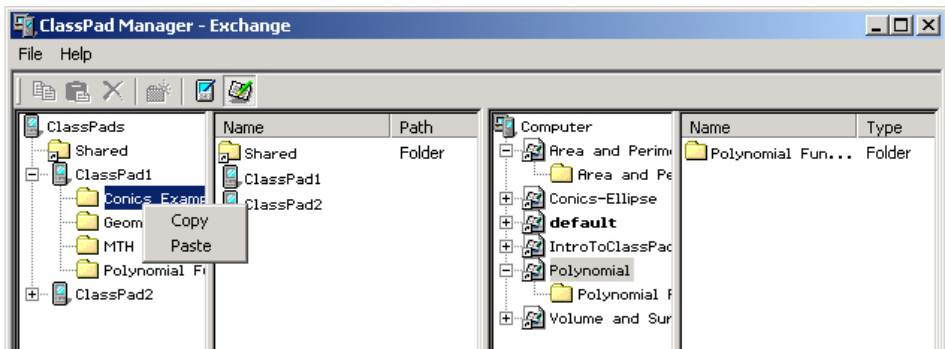 ClassPad Manager - Exchange
File Help
ClassPads
Shared
ClassPad1
Conics Examp
Geom
MTH
Polynomial F
ClassPad2
Copy
Paste
Name Path
Shared Folder
ClassPad1
ClassPad2
Computer
Area and Perim
Area and Pe
Conics-Ellipse
default
IntroToClassPad
Polynomial
Polynomial F
Volume and Sur
Name Type
Polynomial Fun... Folder